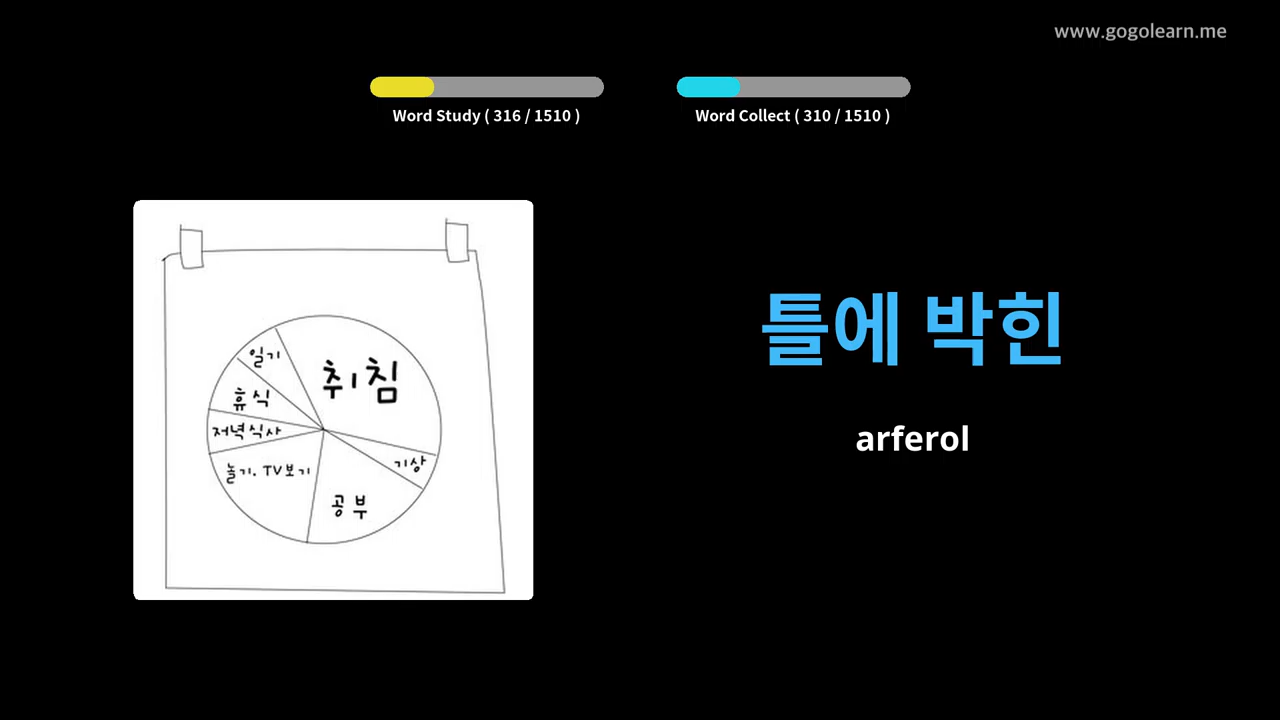 www.gogolearn.me
Word Study ( 316 / 1510 )
Word Collect ( 310 / 1510 )
일기
취침
휴식
저녁식사
놀기. TV보기
기상
공부
틀에 박힌
arferol